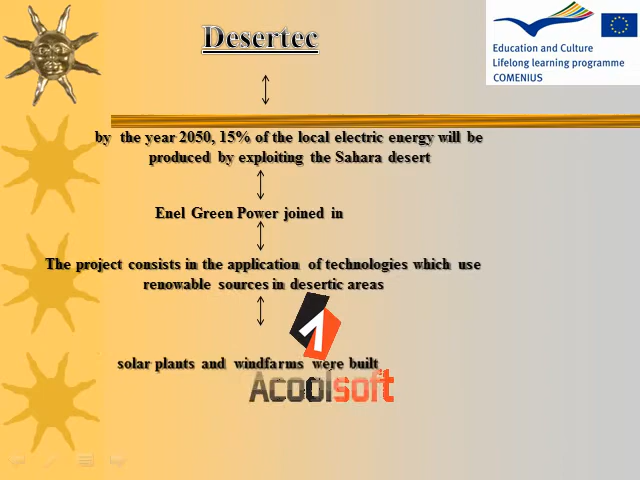 Desertec
Education and Culture
Lifelong learning programme
COMENIUS
by the year 2050, 15% of the local electric energy will be
produced by exploiting the Sahara desert
Enel Green Power joined in
The project consists in the application of technologies which use
renowable sources in desertic areas
solar plants and windfarms were built
Acoolsoft